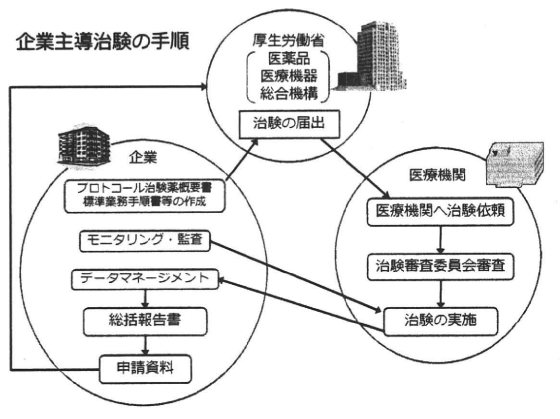 企業主導治験の手順
厚生労働省
医薬品
医療機器
総合機構
治験の届出
企業
プロトコール治験薬概要書
標準業務手順書等の作成
モニタリング・監査
データマネージメント
総括報告書
申請資料
医療機関
医療機関へ治験依頼
治験審査委員会審査
治験の実施